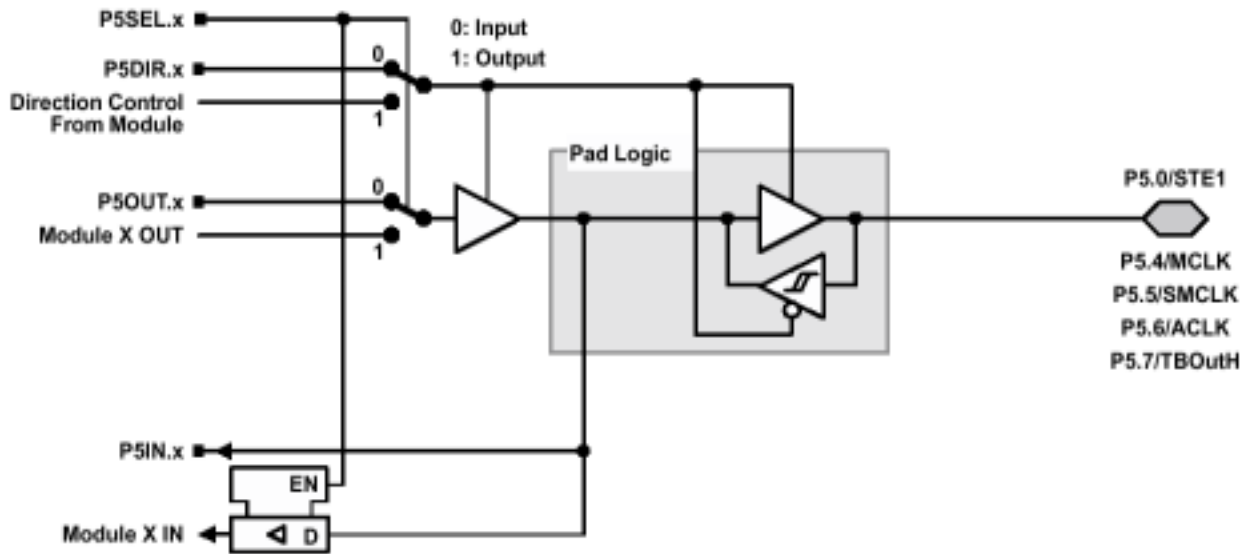 P5SEL.x
0: Input
1: Output
0
P5DIR.x
Direction Control
From Module
1
Pad Logic
P5.0/STE1
0
P5OUT.x
Module X OUT
1
P5.4/MCLK
P5.5/SMCLK
P5.6/ACLK
P5.7/TBOutH
P5IN.x
EN
Module X IN
D